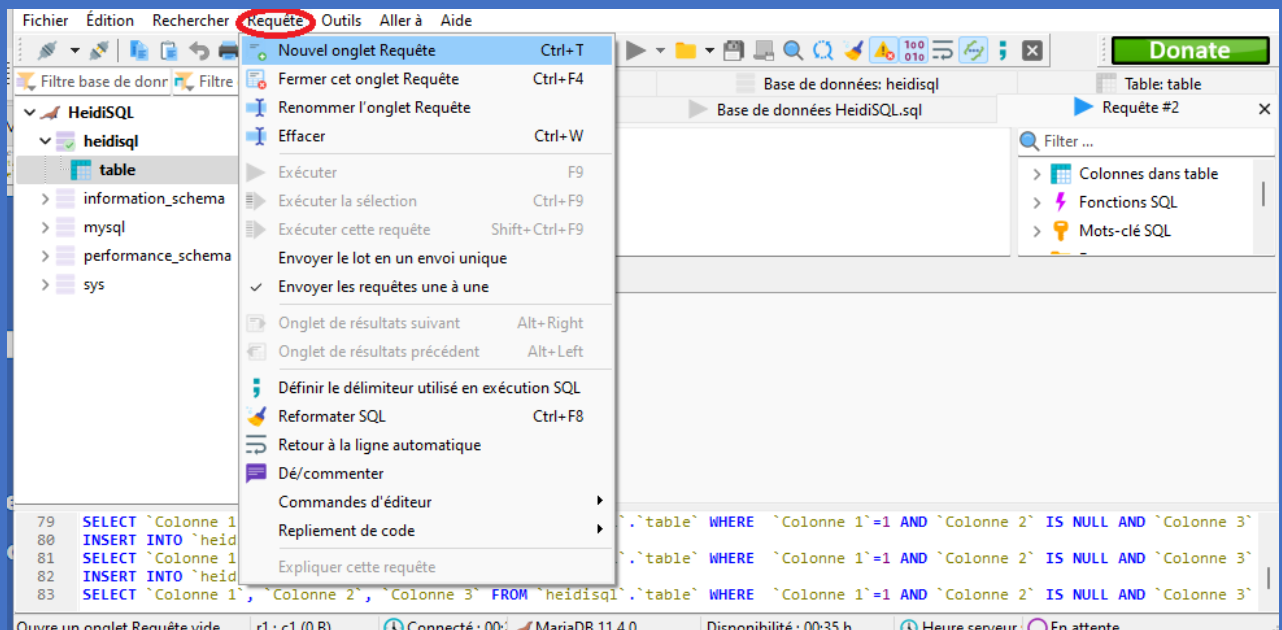 Fichier Édition Rechercher Requête Outils Aller à Aide
Donate
Filtre base de donn Filtre
Base de données: heidisql
Table: table
Base de données HeidiSQL.sql
Requête #2
HeidiSQL
heidisql
table
information_schema
mysql
performance_schema
sys
Nouvel onglet Requête Ctrl+T
Fermer cet onglet Requête Ctrl+F4
Renommer l'onglet Requête
Effacer Ctrl+W
Exécuter F9
Exécuter la sélection Ctrl+F9
Exécuter cette requête Shift+Ctrl+F9
Envoyer le lot en un envoi unique
Envoyer les requêtes une à une
Onglet de résultats suivant Alt+Right
Onglet de résultats précédent Alt+Left
Définir le délimiteur utilisé en exécution SQL
Reformater SQL Ctrl+F8
Retour à la ligne automatique
Dé/commenter
Commandes d'éditeur
Repliement de code
Expliquer cette requête
Filter ...
Colonnes dans table
Fonctions SQL
Mots-clé SQL
79 SELECT `Colonne 1 `.`table` WHERE `Colonne 1`=1 AND `Colonne 2` IS NULL AND `Colonne 3`
80 INSERT INTO `heid
81 SELECT `Colonne 1 `.`table` WHERE `Colonne 1`=1 AND `Colonne 2` IS NULL AND `Colonne 3`
82 INSERT INTO `heid
83 SELECT `Colonne 1`, `Colonne 2`, `Colonne 3` FROM `heidisql`.`table` WHERE `Colonne 1`=1 AND `Colonne 2` IS NULL AND `Colonne 3`
Ouvre un onglet Requête vide r1 : c1 (0 B) Connecté : 00: MariaDB 11.4.0 Disponibilité : 00:35 h Heure serveur En attente